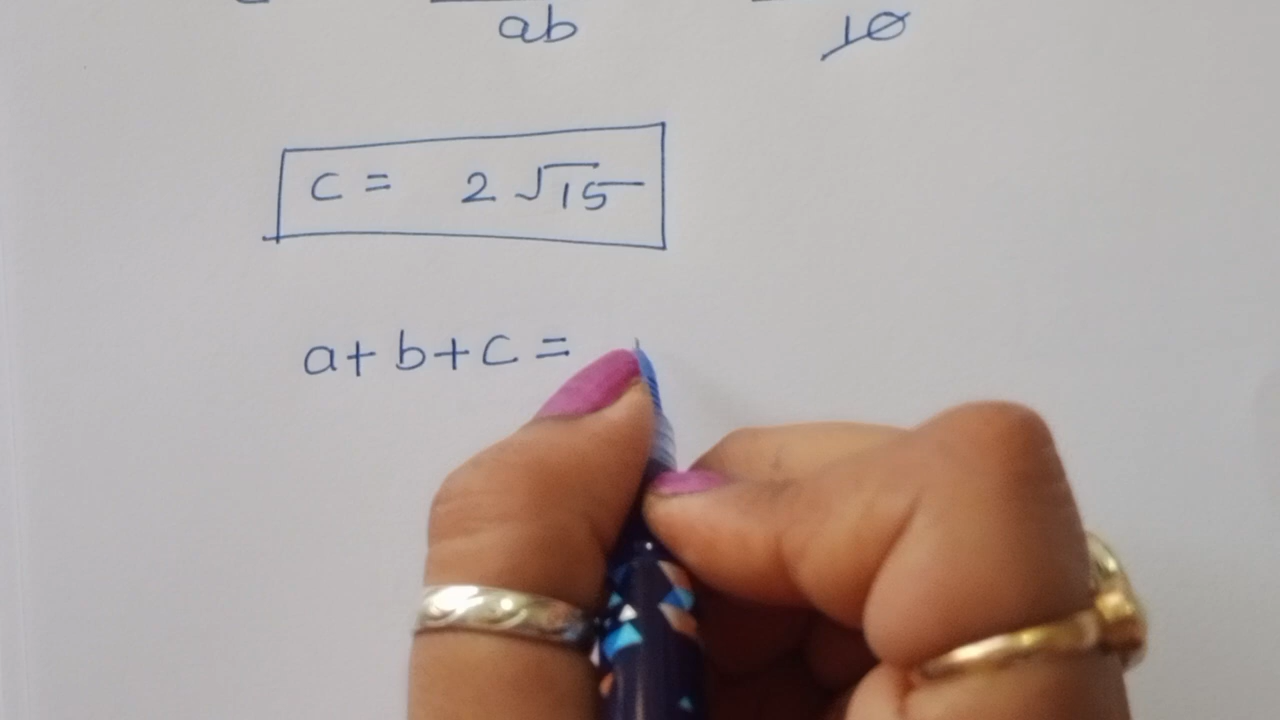 ab 10
c = 2√15
a+b+c =